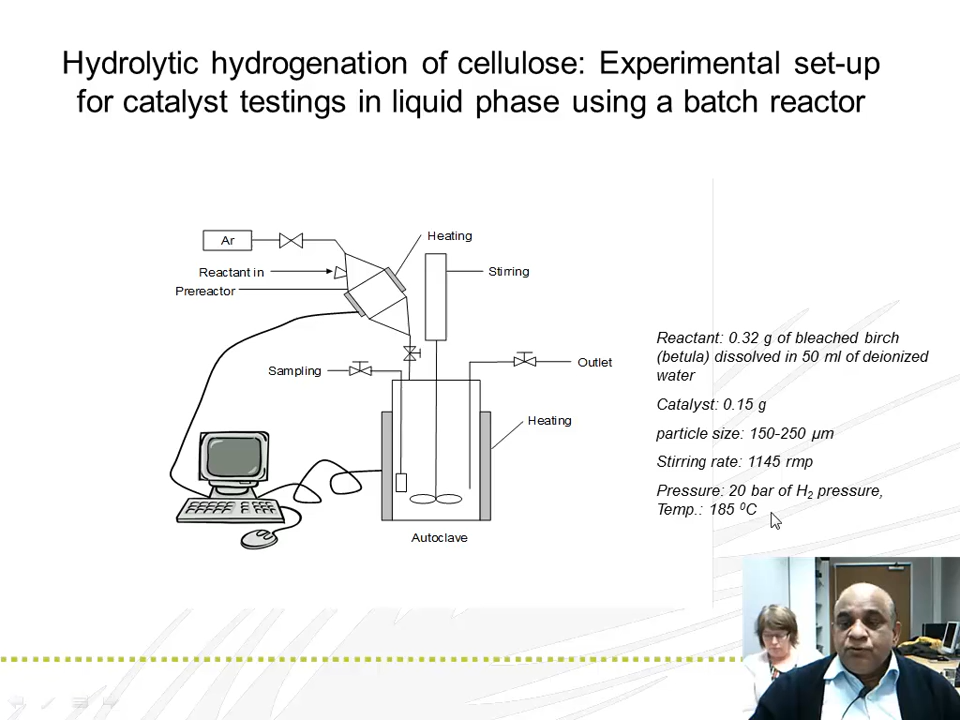 Hydrolytic hydrogenation of cellulose: Experimental set-up
for catalyst testings in liquid phase using a batch reactor
Ar
Heating
Reactant in
Stirring
Prereactor
Sampling
Outlet
Heating
Autoclave
Reactant: 0.32 g of bleached birch
(betula) dissolved in 50 ml of deionized
water
Catalyst: 0.15 g
particle size: 150-250 µm
Stirring rate: 1145 rmp
Pressure: 20 bar of H₂ pressure,
Temp.: 185 ⁰C